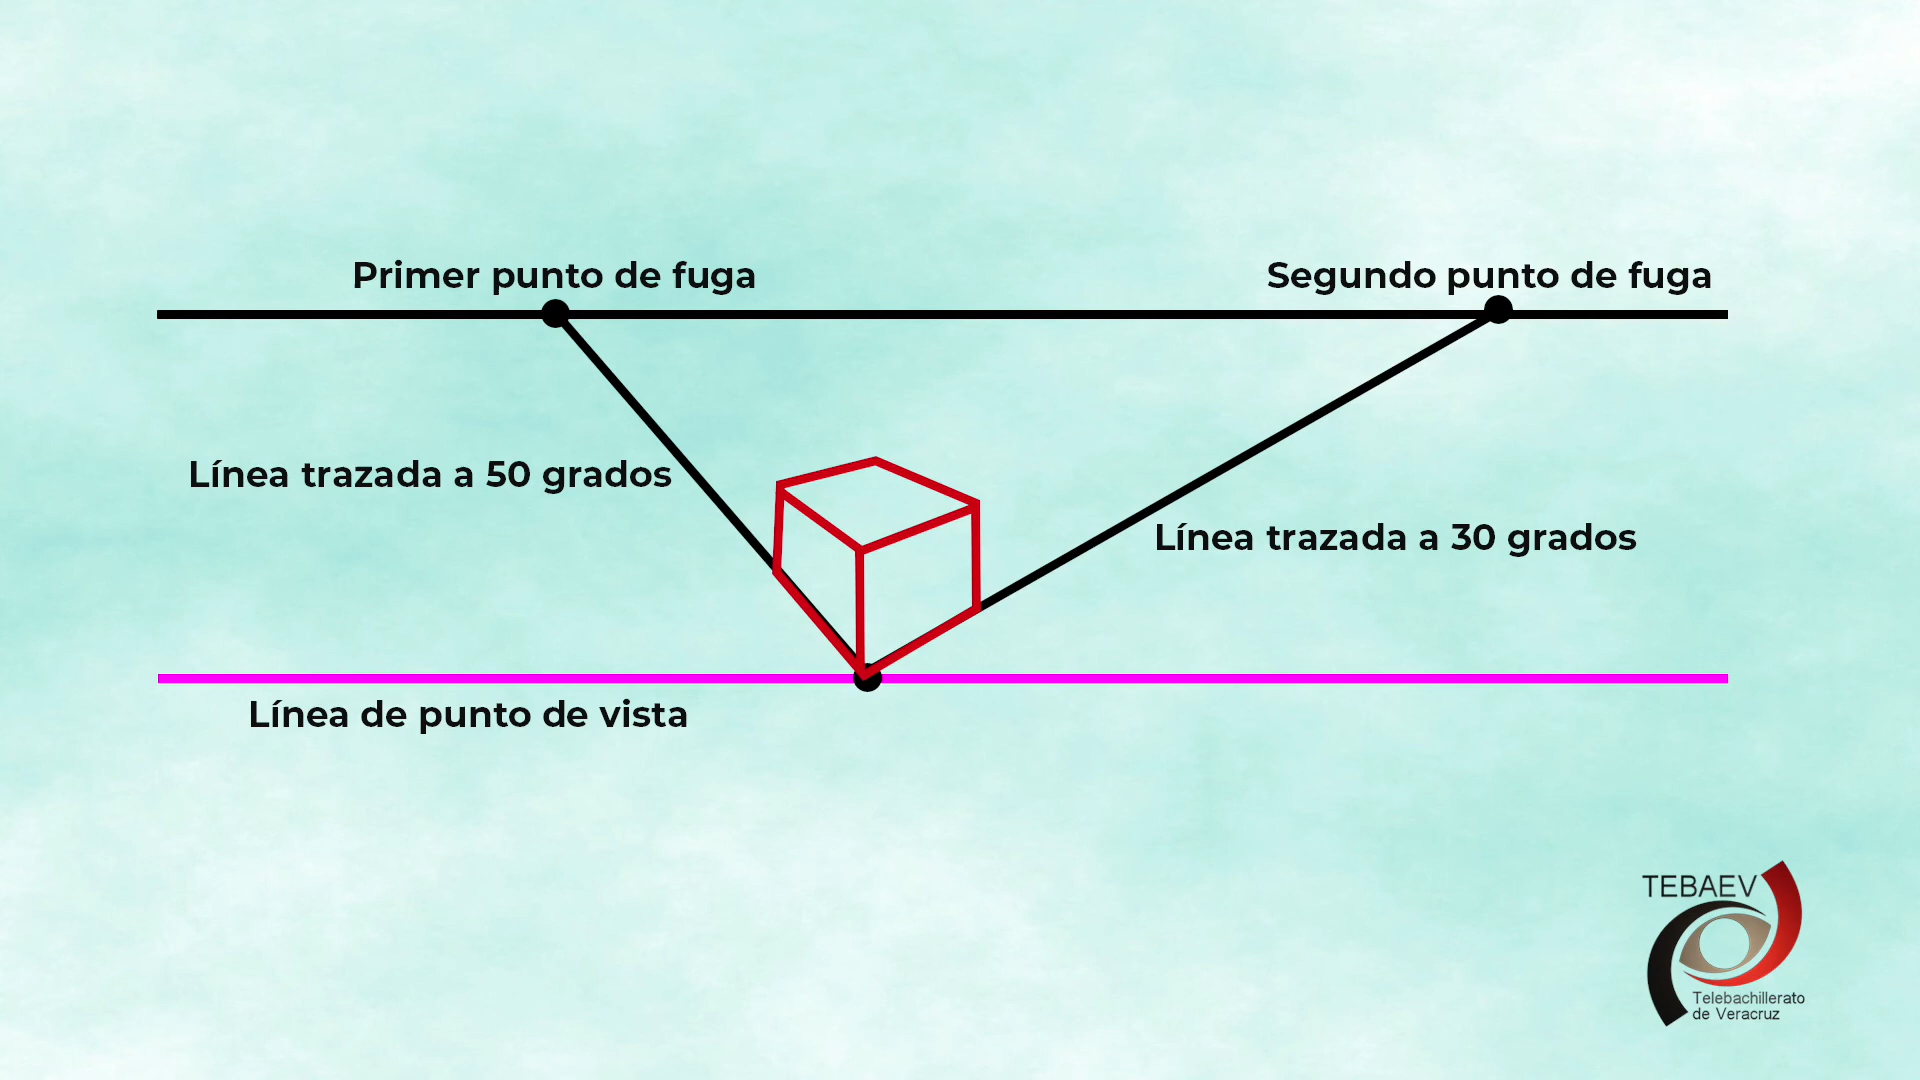 Primer punto de fuga
Segundo punto de fuga
Línea trazada a 50 grados
Línea trazada a 30 grados
Línea de punto de vista
TEBAEV
Telebachillerato
de Veracruz